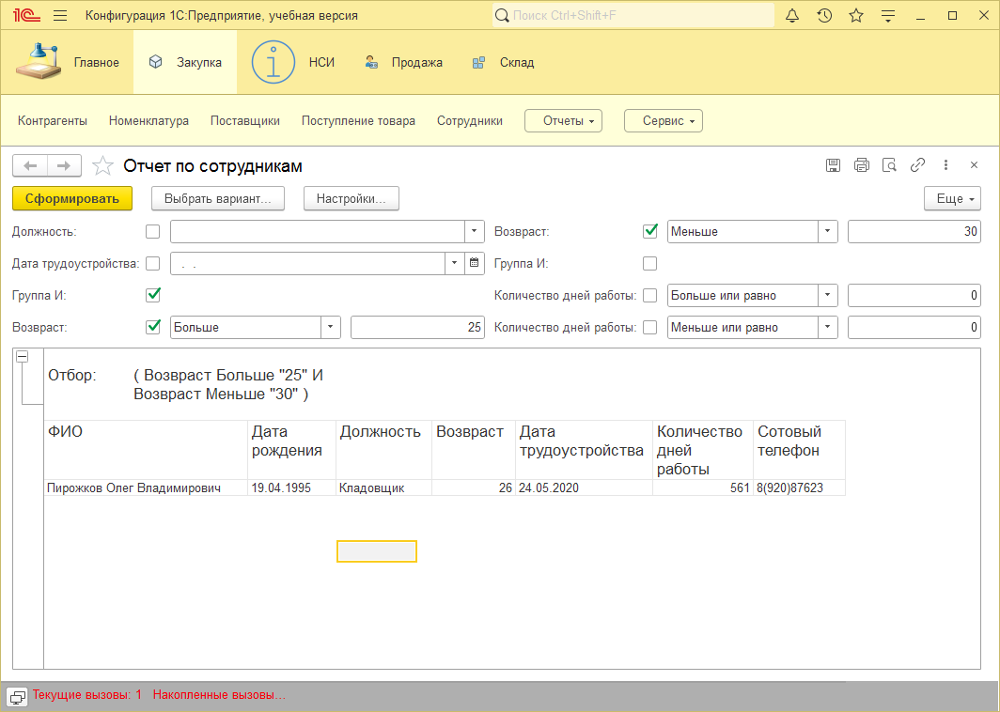 1С Конфигурация 1С:Предприятие, учебная версия Поиск Ctrl+Shift+F
Главное Закупка НСИ Продажа Склад
Контрагенты Номенклатура Поставщики Поступление товара Сотрудники Отчеты Сервис
Отчет по сотрудникам
Сформировать Выбрать вариант... Настройки... Еще
Должность: Возвраст: Меньше 30
Дата трудоустройства: . . Группа И:
Группа И: Количество дней работы: Больше или равно 0
Возвраст: Больше 25 Количество дней работы: Меньше или равно 0
Отбор: ( Возвраст Больше "25" И
Возвраст Меньше "30" )
ФИО Дата Должность Возвраст Дата Количество Сотовый
рождения трудоустройства дней телефон
работы
Пирожков Олег Владимирович 19.04.1995 Кладовщик 26 24.05.2020 561 8(920)87623
Текущие вызовы: 1 Накопленные вызовы...